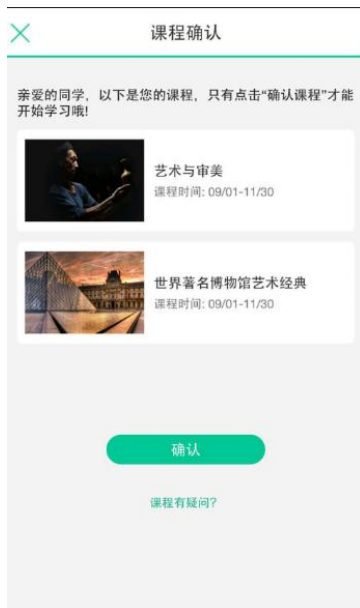 课程确认
亲爱的同学，以下是您的课程，只有点击“确认课程”才能
开始学习哦!
艺术与审美
课程时间: 09/01-11/30
世界著名博物馆艺术经典
课程时间: 09/01-11/30
确认
课程有疑问?